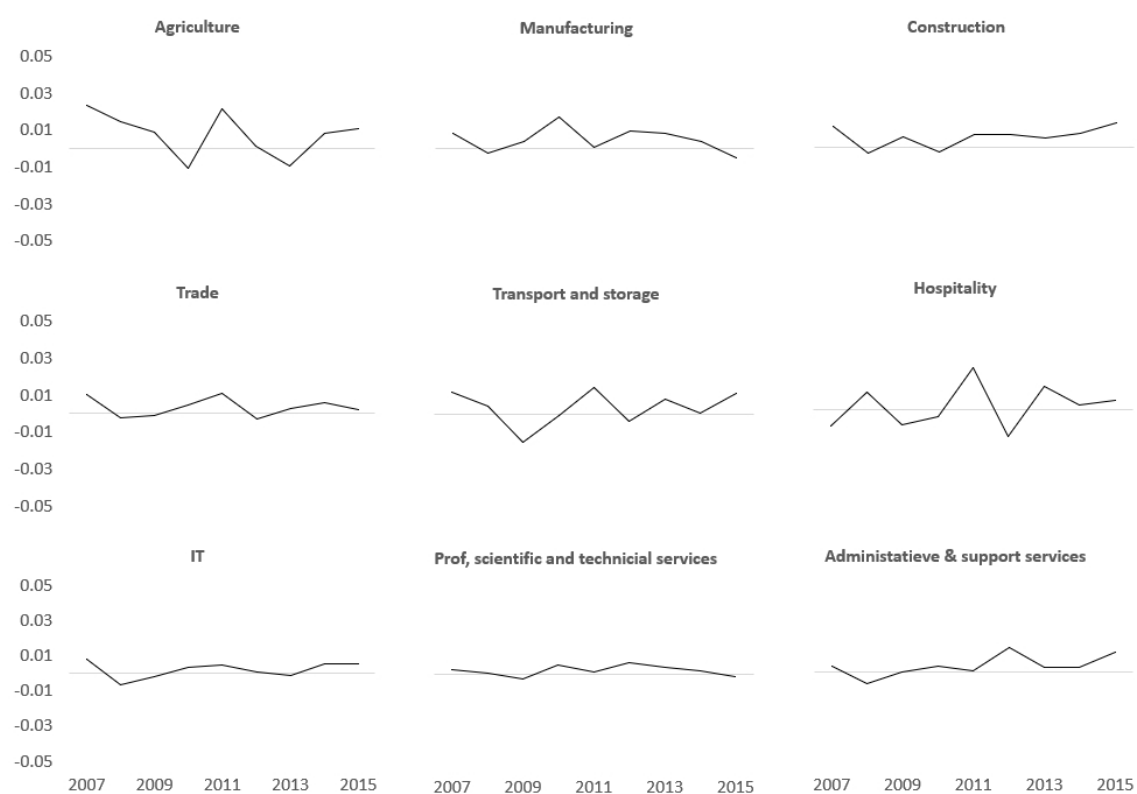 Agriculture
Manufacturing
Construction
0.05
0.03
0.01
-0.01
-0.03
-0.05
Trade
Transport and storage
Hospitality
0.05
0.03
0.01
-0.01
-0.03
-0.05
IT
Prof, scientific and technicial services
Administatieve & support services
0.05
0.03
0.01
-0.01
-0.03
-0.05
2007 2009 2011 2013 2015
2007 2009 2011 2013 2015
2007 2009 2011 2013 2015